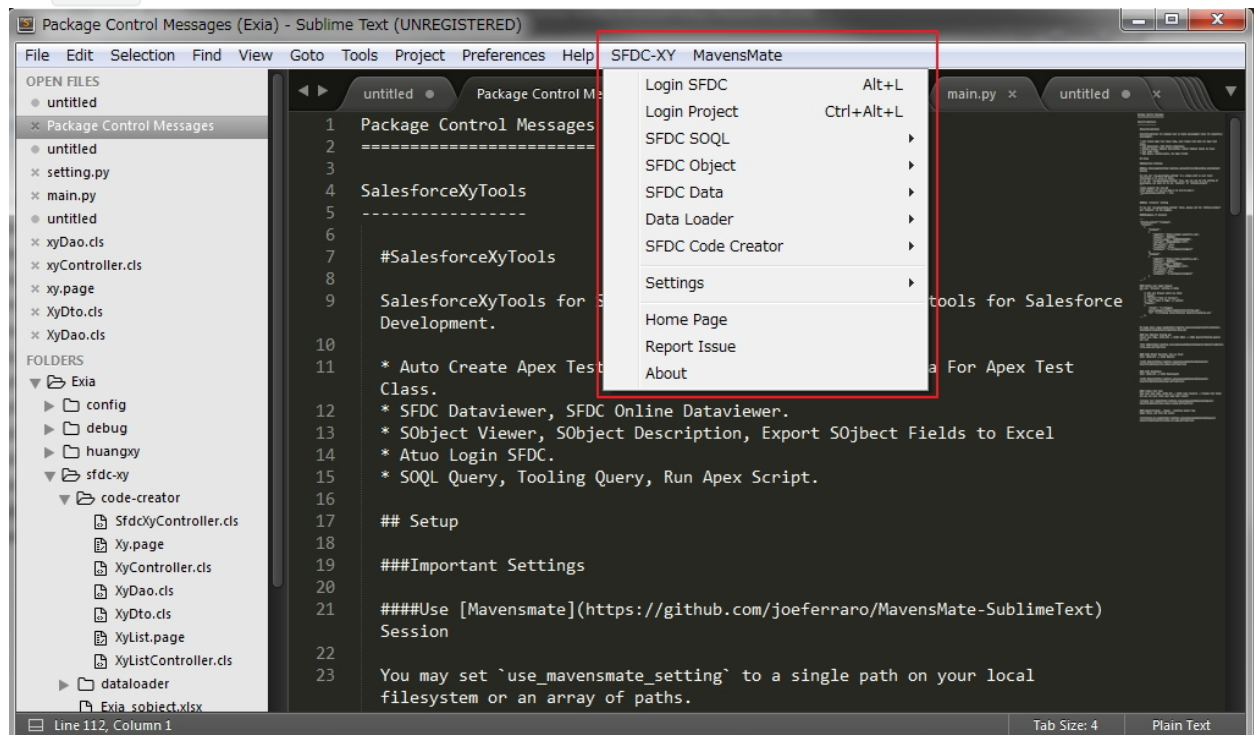 Package Control Messages (Exia) - Sublime Text (UNREGISTERED)
File Edit Selection Find View Goto Tools Project Preferences Help SFDC-XY MavensMate
OPEN FILES
untitled
Package Control Messages
untitled
setting.py
main.py
untitled
xyDao.cls
xyController.cls
xy.page
XyDto.cls
XyDao.cls
FOLDERS
Exia
config
debug
huangxy
sfdc-xy
code-creator
SfdcXyController.cls
Xy.page
XyController.cls
XyDao.cls
XyDto.cls
XyList.page
XyListController.cls
dataloader
Exia_sobject.xlsx
untitled Package Control Me main.py untitled
Login SFDC Alt+L
Login Project Ctrl+Alt+L
SFDC SOQL
SFDC Object
SFDC Data
Data Loader
SFDC Code Creator
Settings
Home Page
Report Issue
About
1 Package Control Messages
2 ========================
3
4 SalesforceXyTools
5 -----------------
6
7 #SalesforceXyTools
8
9 SalesforceXyTools for S tools for Salesforce
Development.
10
11 * Auto Create Apex Test a For Apex Test
Class.
12 * SFDC Dataviewer, SFDC Online Dataviewer.
13 * SObject Viewer, SObject Description, Export SOjbect Fields to Excel
14 * Atuo Login SFDC.
15 * SOQL Query, Tooling Query, Run Apex Script.
16
17 ## Setup
18
19 ###Important Settings
20
21 ####Use [Mavensmate](https://github.com/joeferraro/MavensMate-SublimeText)
Session
22
23 You may set `use_mavensmate_setting` to a single path on your local
filesystem or an array of paths.
Line 112, Column 1 Tab Size: 4 Plain Text